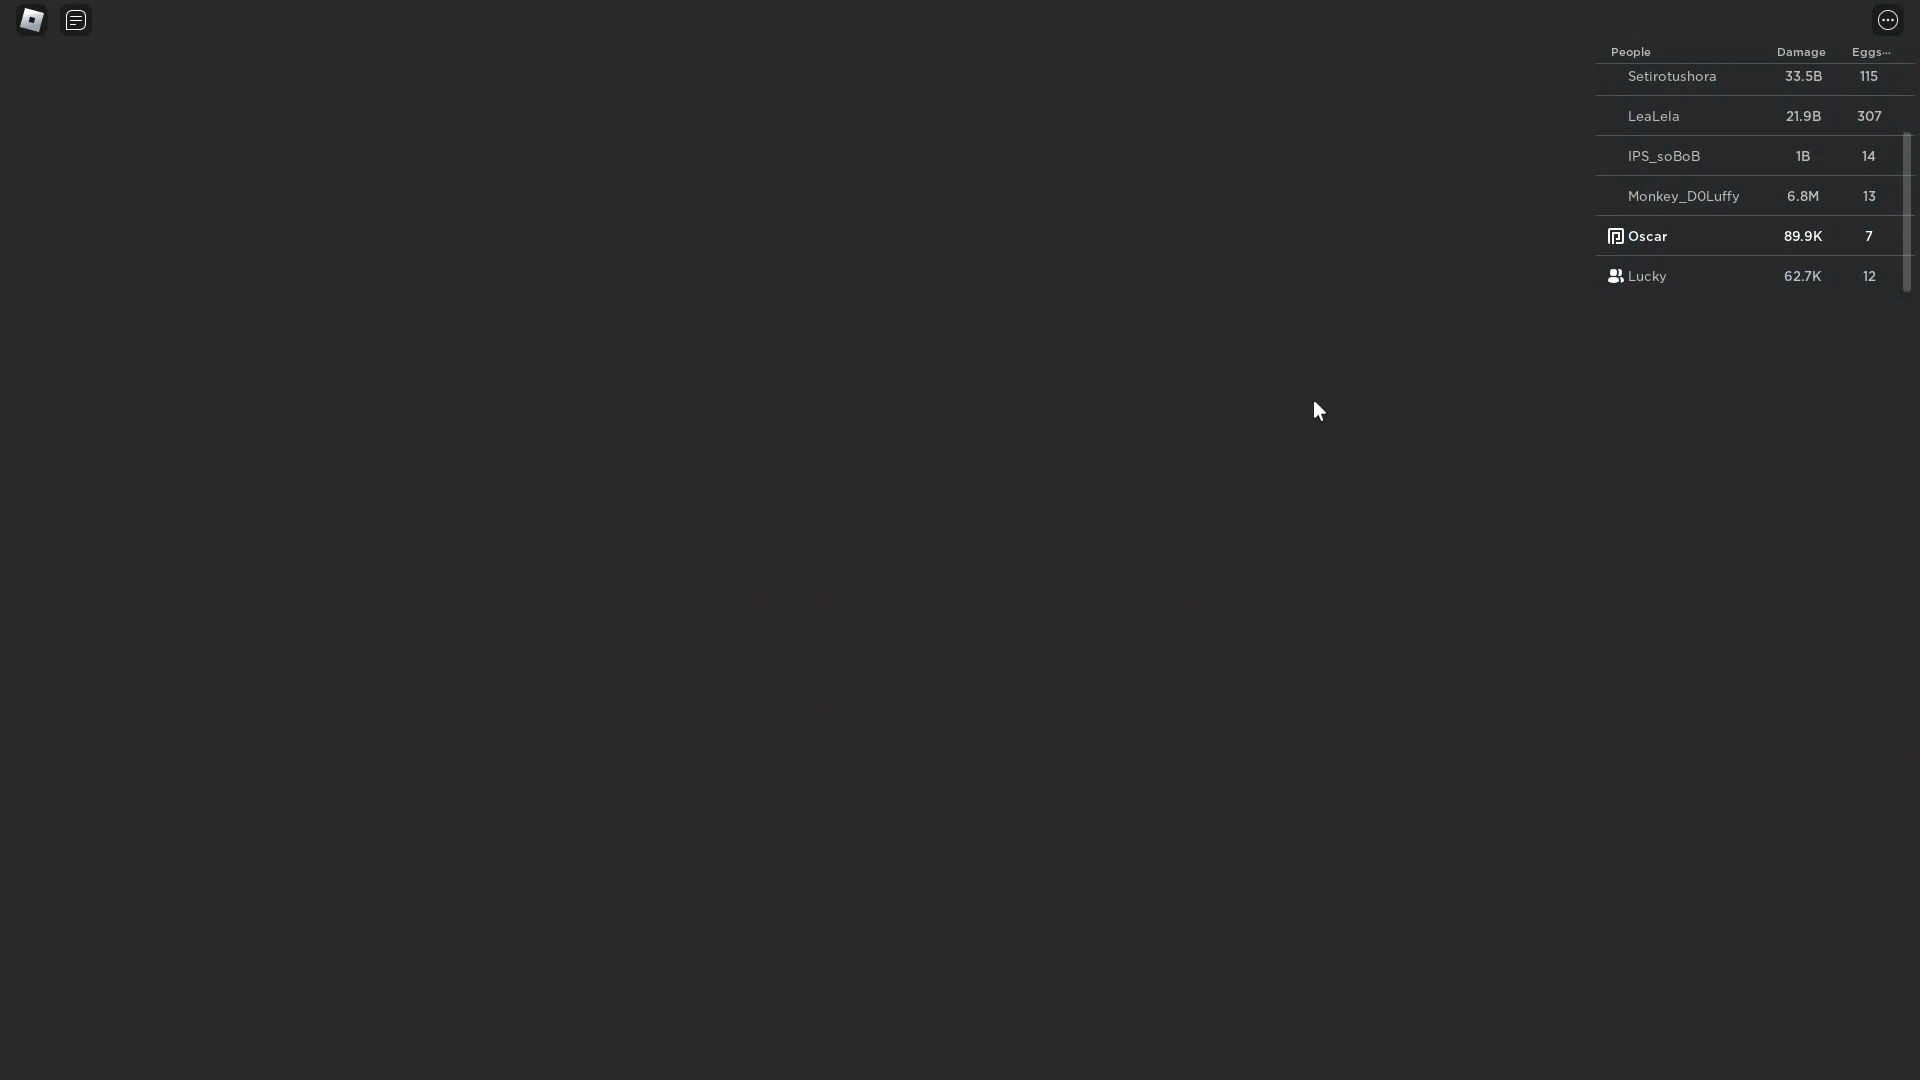 People Damage Eggs...
Setirotushora 33.5B 115
LeaLela 21.9B 307
IPS_soBoB 1B 14
Monkey_D0Luffy 6.8M 13
Oscar 89.9K 7
Lucky 62.7K 12